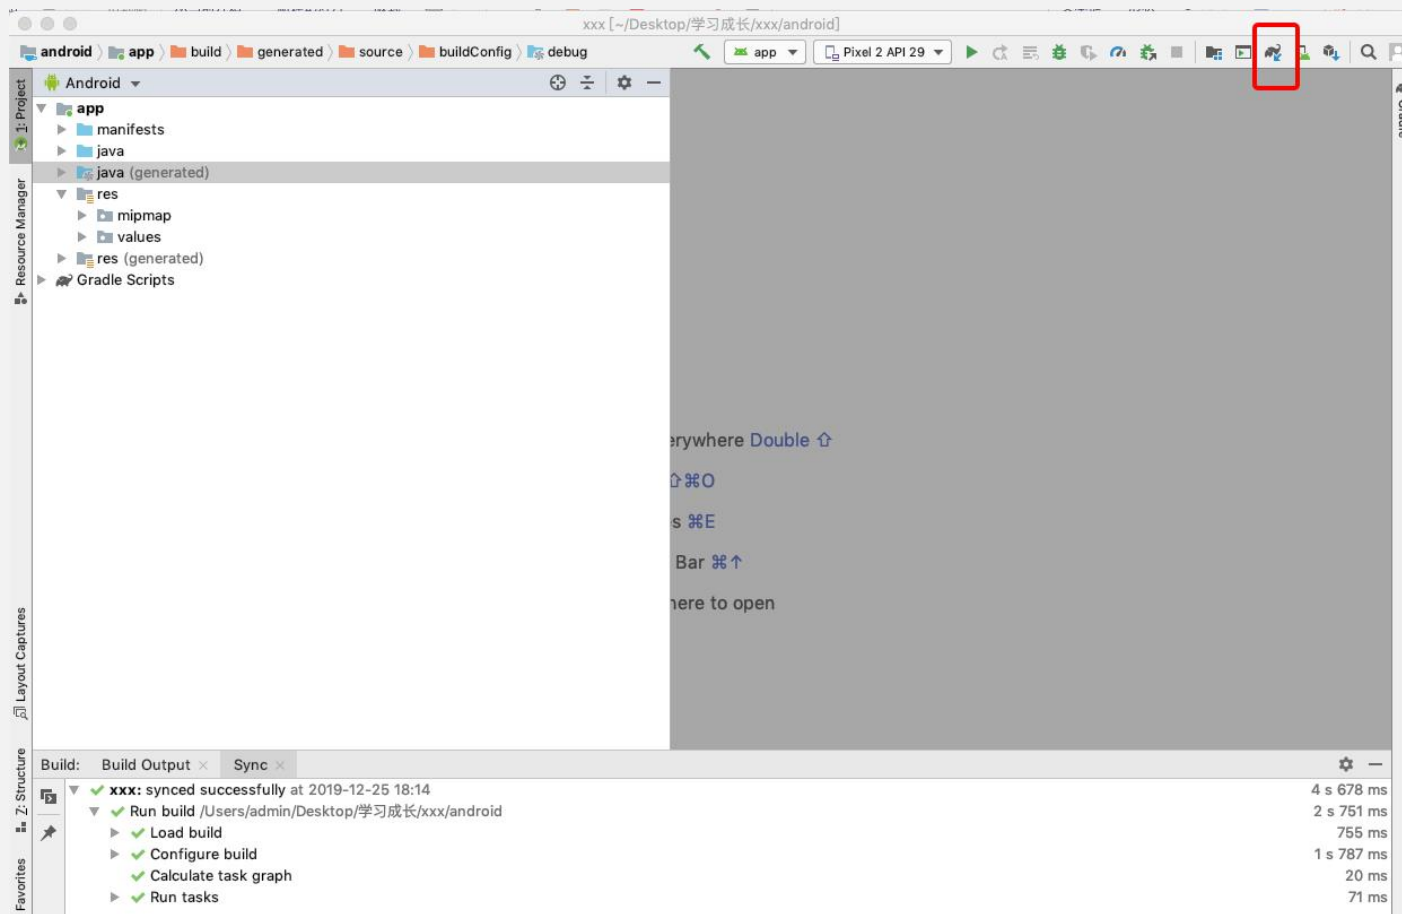 xxx [~/Desktop/学习成长/xxx/android]
android app build generated source buildConfig debug app Pixel 2 API 29
1: Project
Android
app
manifests
java
java (generated)
res
mipmap
values
res (generated)
Gradle Scripts
Resource Manager
Layout Captures
Z: Structure
Favorites
Double ⇧
⇧⌘O
⌘E
Bar ⌘↑
to open
Build: Build Output Sync
xxx: synced successfully at 2019-12-25 18:14 4 s 678 ms
Run build /Users/admin/Desktop/学习成长/xxx/android 2 s 751 ms
Load build 755 ms
Configure build 1 s 787 ms
Calculate task graph 20 ms
Run tasks 71 ms